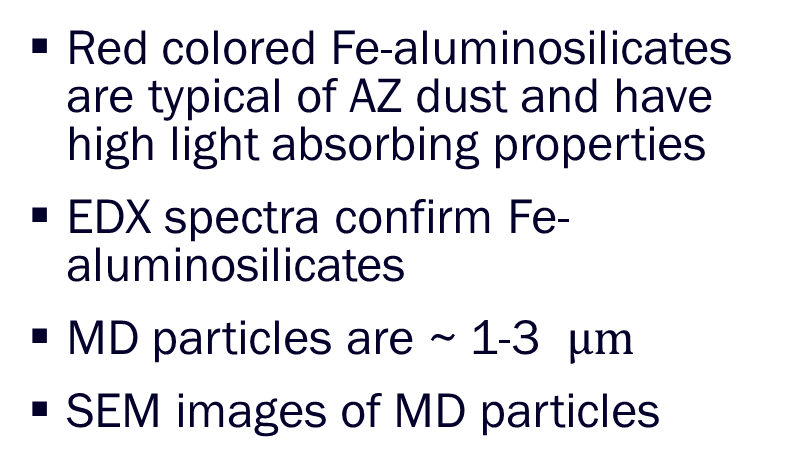 ▪ Red colored Fe-aluminosilicates
are typical of AZ dust and have
high light absorbing properties
▪ EDX spectra confirm Fe-
aluminosilicates
▪ MD particles are ~ 1-3 µm
▪ SEM images of MD particles